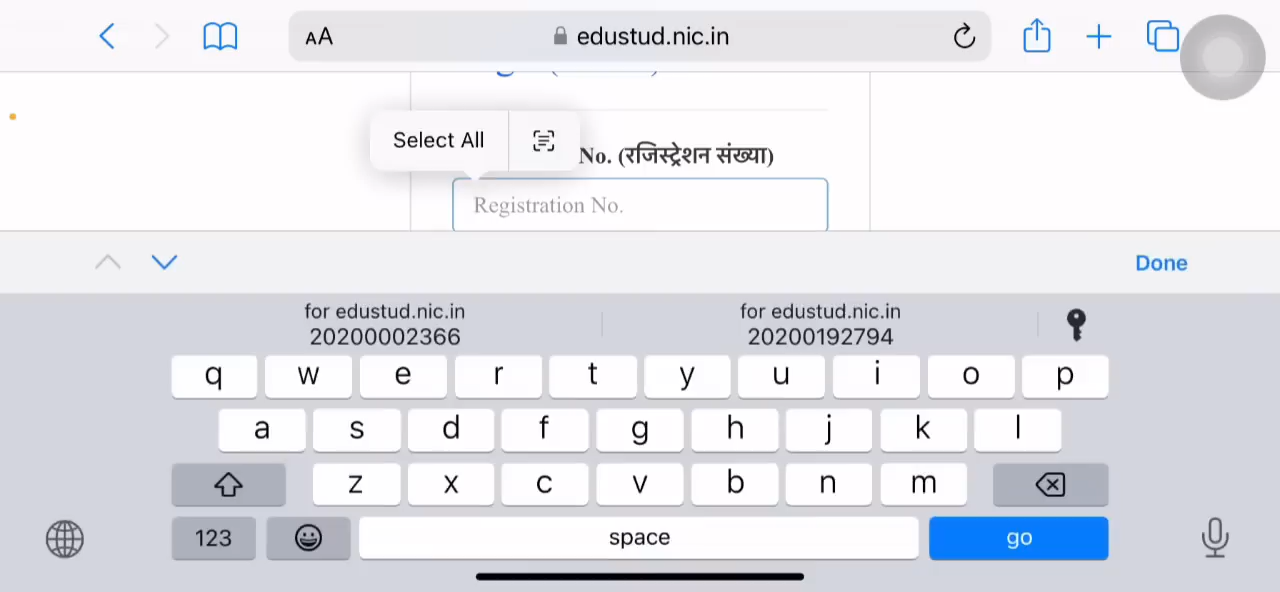 AA
edustud.nic.in
Select All
No. (रजिस्ट्रेशन संख्या)
Registration No.
Done
for edustud.nic.in
20200002366
for edustud.nic.in
20200192794
q w e r t y u i o p
a s d f g h j k l
z x c v b n m
123
space
go